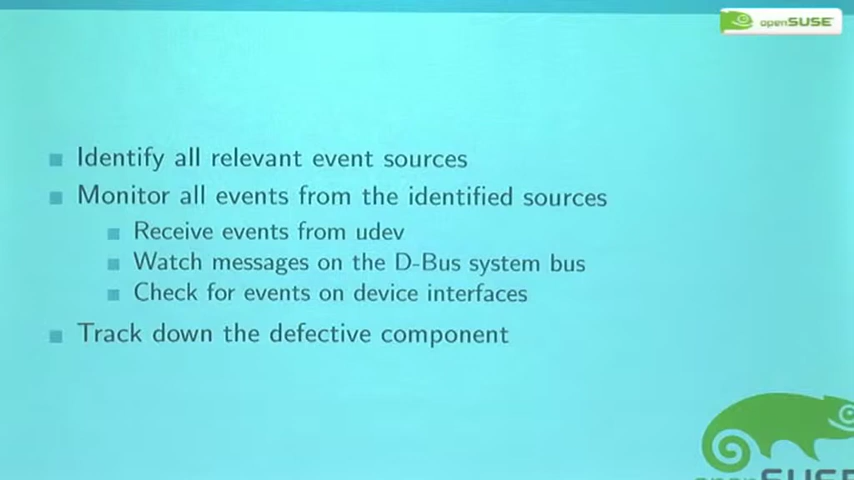 openSUSE
Identify all relevant event sources
Monitor all events from the identified sources
Receive events from udev
Watch messages on the D-Bus system bus
Check for events on device interfaces
Track down the defective component
openSUSE